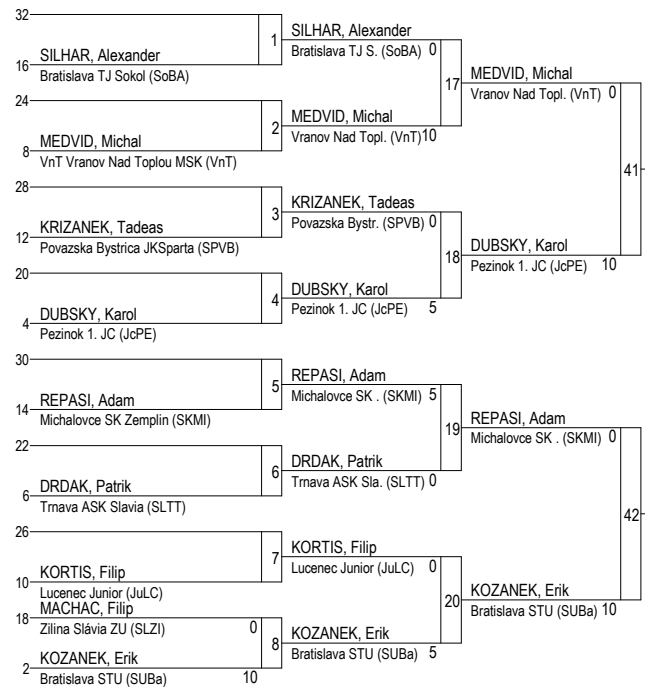 32
1
SILHAR, Alexander
Bratislava TJ S. (SoBA) 0
16
SILHAR, Alexander
Bratislava TJ Sokol (SoBA)
17
MEDVID, Michal
Vranov Nad Topl. (VnT) 0
24
2
MEDVID, Michal
Vranov Nad Topl. (VnT) 10
8
MEDVID, Michal
VnT Vranov Nad Toplou MSK (VnT)
41
28
3
KRIZANEK, Tadeas
Povazska Bystr. (SPVB) 0
12
KRIZANEK, Tadeas
Povazska Bystrica JKSparta (SPVB)
18
DUBSKY, Karol
Pezinok 1. JC (JcPE) 10
20
4
DUBSKY, Karol
Pezinok 1. JC (JcPE) 5
4
DUBSKY, Karol
Pezinok 1. JC (JcPE)
30
5
REPASI, Adam
Michalovce SK . (SKMI) 5
14
REPASI, Adam
Michalovce SK Zemplin (SKMI)
19
REPASI, Adam
Michalovce SK . (SKMI) 0
22
6
DRDAK, Patrik
Trnava ASK Sla. (SLTT) 0
6
DRDAK, Patrik
Trnava ASK Slavia (SLTT)
42
26
7
KORTIS, Filip
Lucenec Junior (JuLC) 0
10
KORTIS, Filip
Lucenec Junior (JuLC)
20
KOZANEK, Erik
Bratislava STU (SUBa) 10
18
MACHAC, Filip
Zilina Slávia ZU (SLZI) 0
8
KOZANEK, Erik
Bratislava STU (SUBa) 5
2
KOZANEK, Erik
Bratislava STU (SUBa) 10